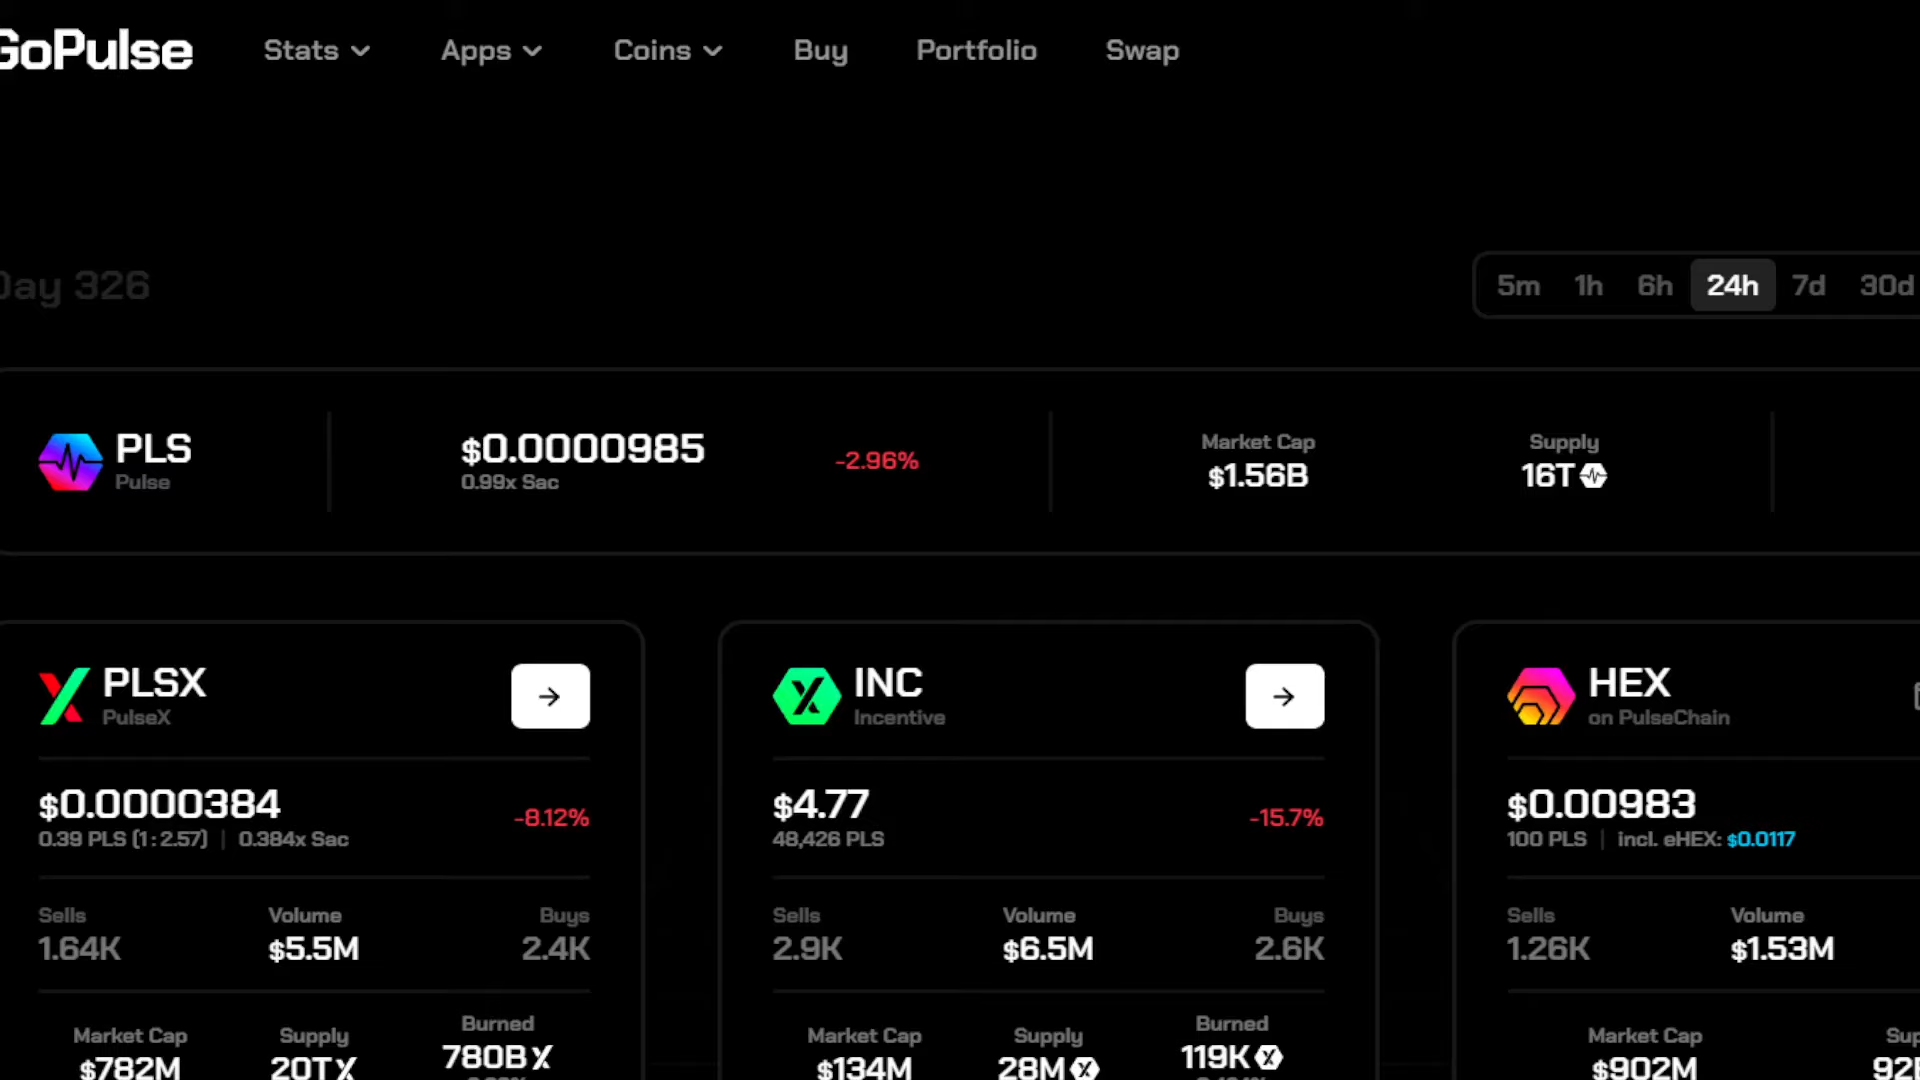 GoPulse Stats Apps Coins Buy Portfolio Swap
Day 326
5m 1h 6h 24h 7d 30d
PLS
Pulse
$0.0000985
0.99x Sac
-2.96%
Market Cap
$1.56B
Supply
16T
PLSX
PulseX
$0.0000384
0.39 PLS (1 : 2.57) | 0.384x Sac
-8.12%
Sells
1.64K
Volume
$5.5M
Buys
2.4K
Market Cap
$782M
Supply
20T
Burned
780B
INC
Incentive
$4.77
48,426 PLS
-15.7%
Sells
2.9K
Volume
$6.5M
Buys
2.6K
Market Cap
$134M
Supply
28M
Burned
119K
HEX
on PulseChain
$0.00983
100 PLS | incl. eHEX: $0.0117
Sells
1.26K
Volume
$1.53M
Market Cap
$902M